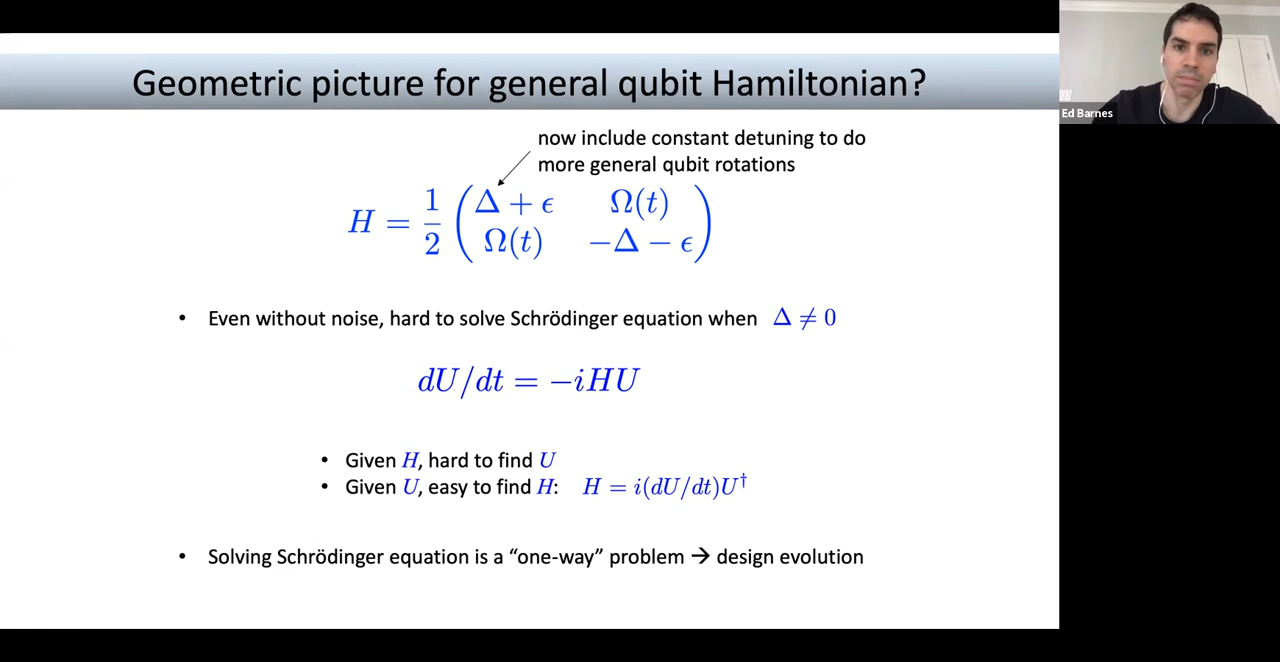 Geometric picture for general qubit Hamiltonian?
Ed Barnes
now include constant detuning to do
more general qubit rotations
H = 1/2 ( Δ + ϵ   Ω(t)
Ω(t)   −Δ − ϵ )
• Even without noise, hard to solve Schrödinger equation when Δ ≠ 0
dU/dt = −iHU
• Given H, hard to find U
• Given U, easy to find H: H = i(dU/dt)U†
• Solving Schrödinger equation is a “one-way” problem → design evolution